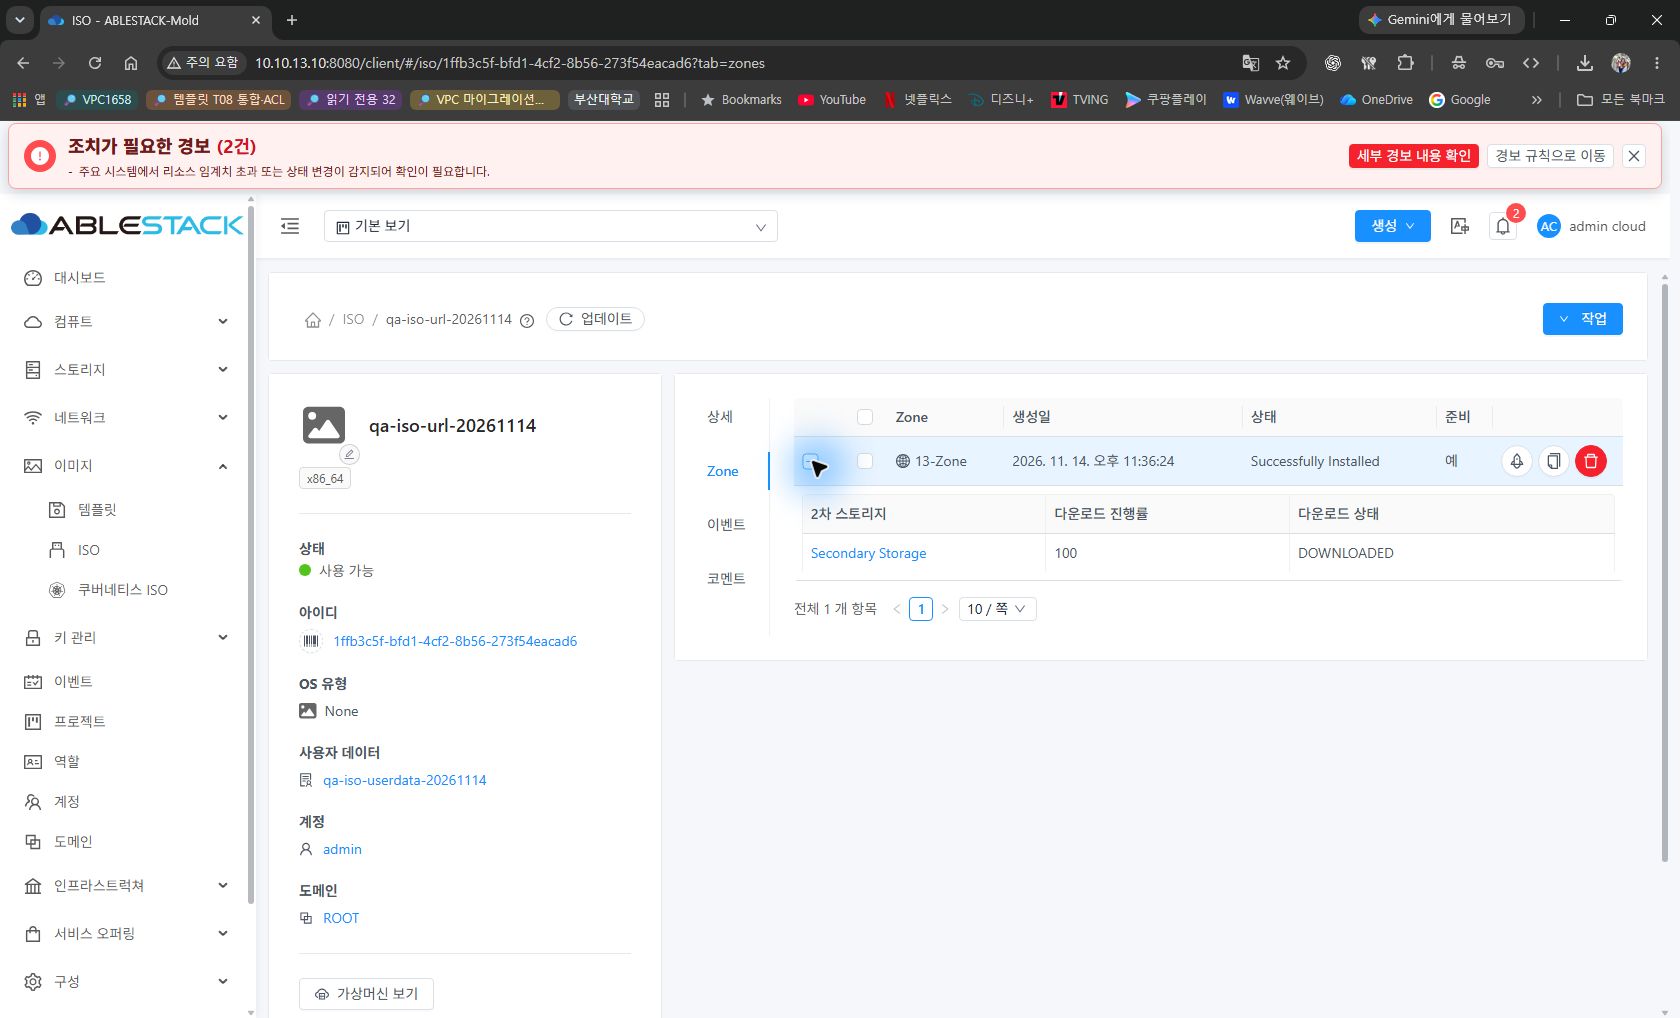 ISO - ABLESTACK-Mold
Gemini에게 물어보기
주의 요함
10.10.13.10:8080/client/#/iso/1ffb3c5f-bfd1-4cf2-8b56-273f54eacad6?tab=zones
앱
VPC1658
템플릿 T08 통합·ACL
읽기 전용 32
VPC 마이그레이션...
부산대학교
Bookmarks
YouTube
넷플릭스
디즈니+
TVING
쿠팡플레이
Wavve(웨이브)
OneDrive
Google
모든 북마크
조치가 필요한 경보 (2건)
- 주요 시스템에서 리소스 임계치 초과 또는 상태 변경이 감지되어 확인이 필요합니다.
세부 경보 내용 확인
경보 규칙으로 이동
ABLESTACK
기본 보기
생성
2
AC
admin cloud
대시보드
컴퓨트
스토리지
네트워크
이미지
템플릿
ISO
쿠버네티스 ISO
키 관리
이벤트
프로젝트
역할
계정
도메인
인프라스트럭쳐
서비스 오퍼링
구성
/ ISO / qa-iso-url-20261114
업데이트
작업
qa-iso-url-20261114
x86_64
상태
사용 가능
아이디
1ffb3c5f-bfd1-4cf2-8b56-273f54eacad6
OS 유형
None
사용자 데이터
qa-iso-userdata-20261114
계정
admin
도메인
ROOT
가상머신 보기
상세
Zone
이벤트
코멘트
Zone 생성일 상태 준비
13-Zone 2026. 11. 14. 오후 11:36:24 Successfully Installed 예
2차 스토리지 다운로드 진행률 다운로드 상태
Secondary Storage 100 DOWNLOADED
전체 1 개 항목 < 1 > 10 / 쪽